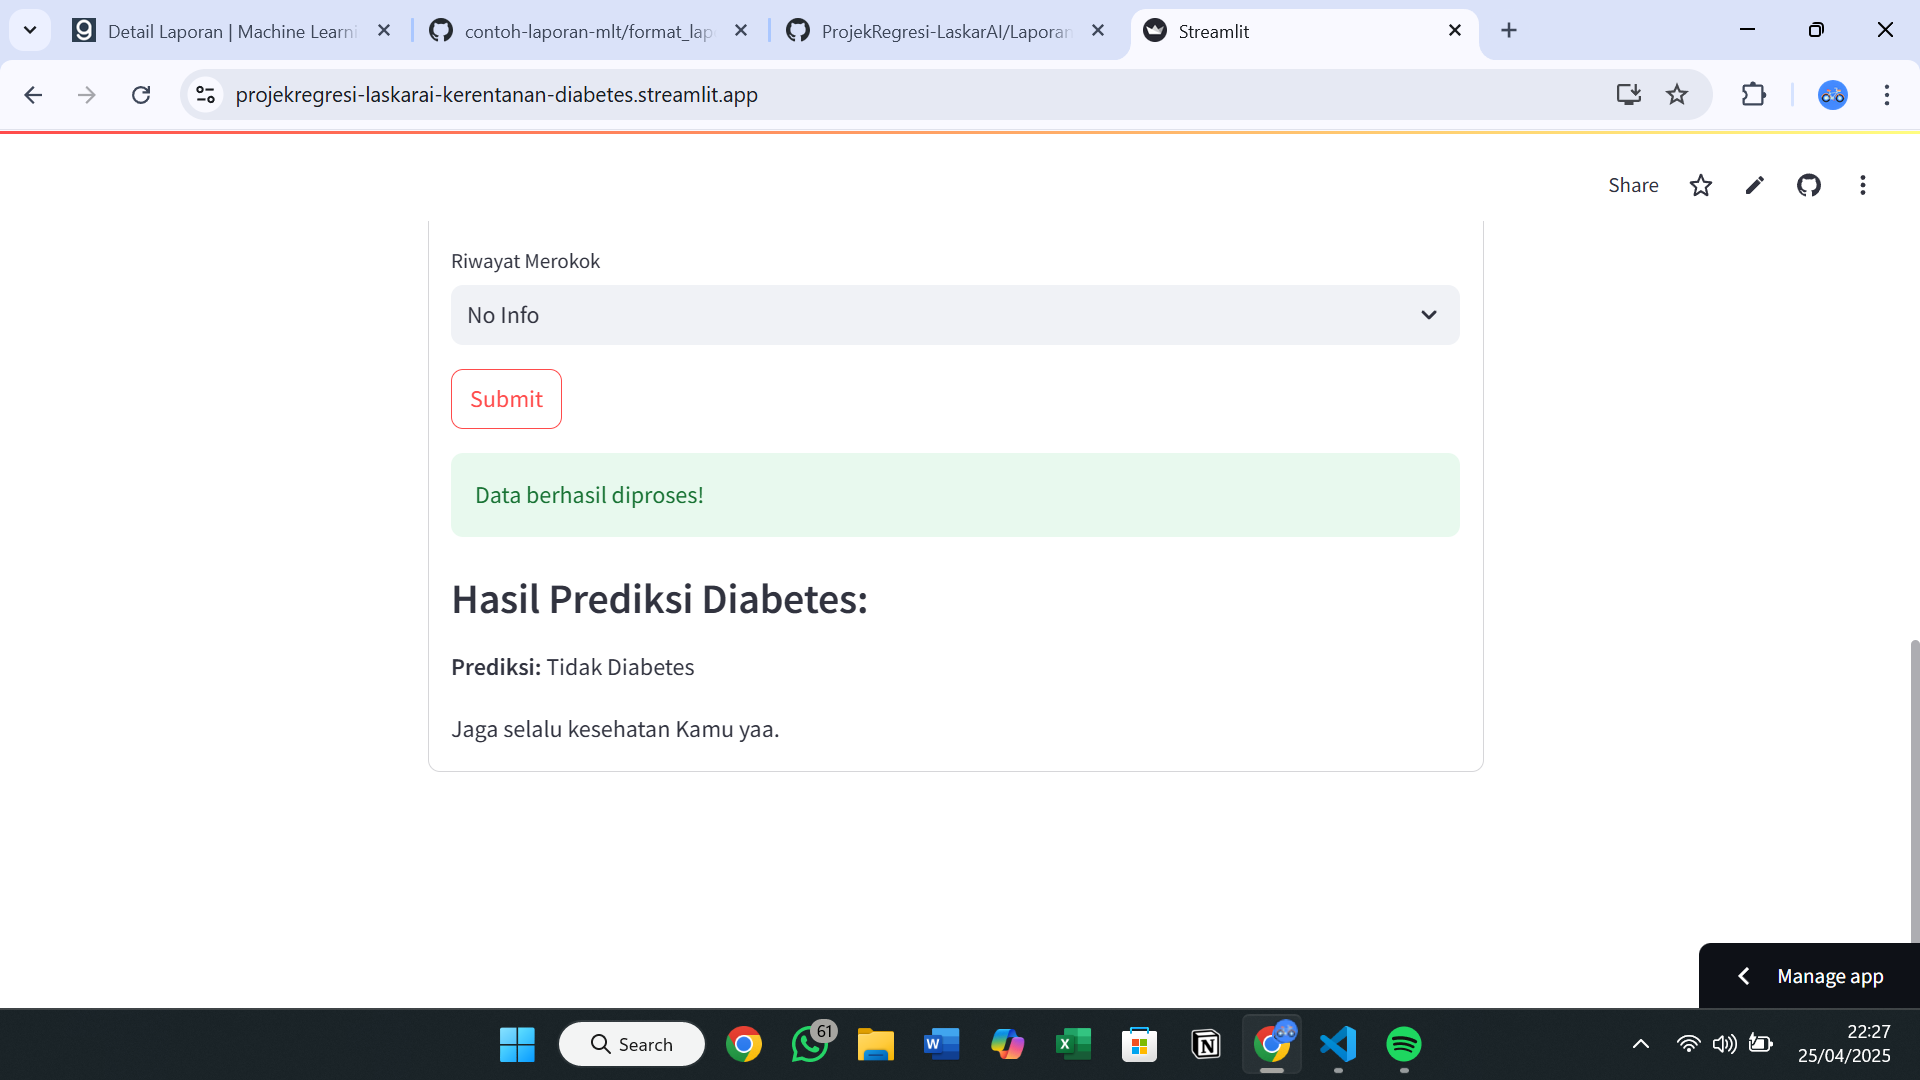 Detail Laporan | Machine Learni
contoh-laporan-mlt/format_lap
ProjekRegresi-LaskarAI/Laporan
Streamlit
projekregresi-laskarai-kerentanan-diabetes.streamlit.app
Share
Riwayat Merokok
No Info
Submit
Data berhasil diproses!
Hasil Prediksi Diabetes:
Prediksi: Tidak Diabetes
Jaga selalu kesehatan Kamu yaa.
Manage app
Search
61
22:27
25/04/2025